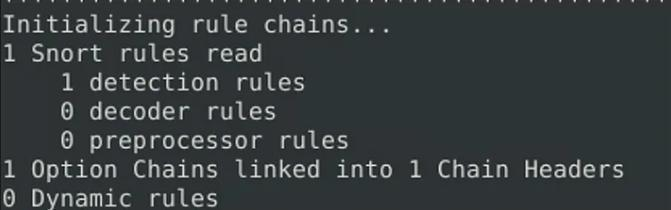 Initializing rule chains...
1 Snort rules read
    1 detection rules
    0 decoder rules
    0 preprocessor rules
1 Option Chains linked into 1 Chain Headers
0 Dynamic rules